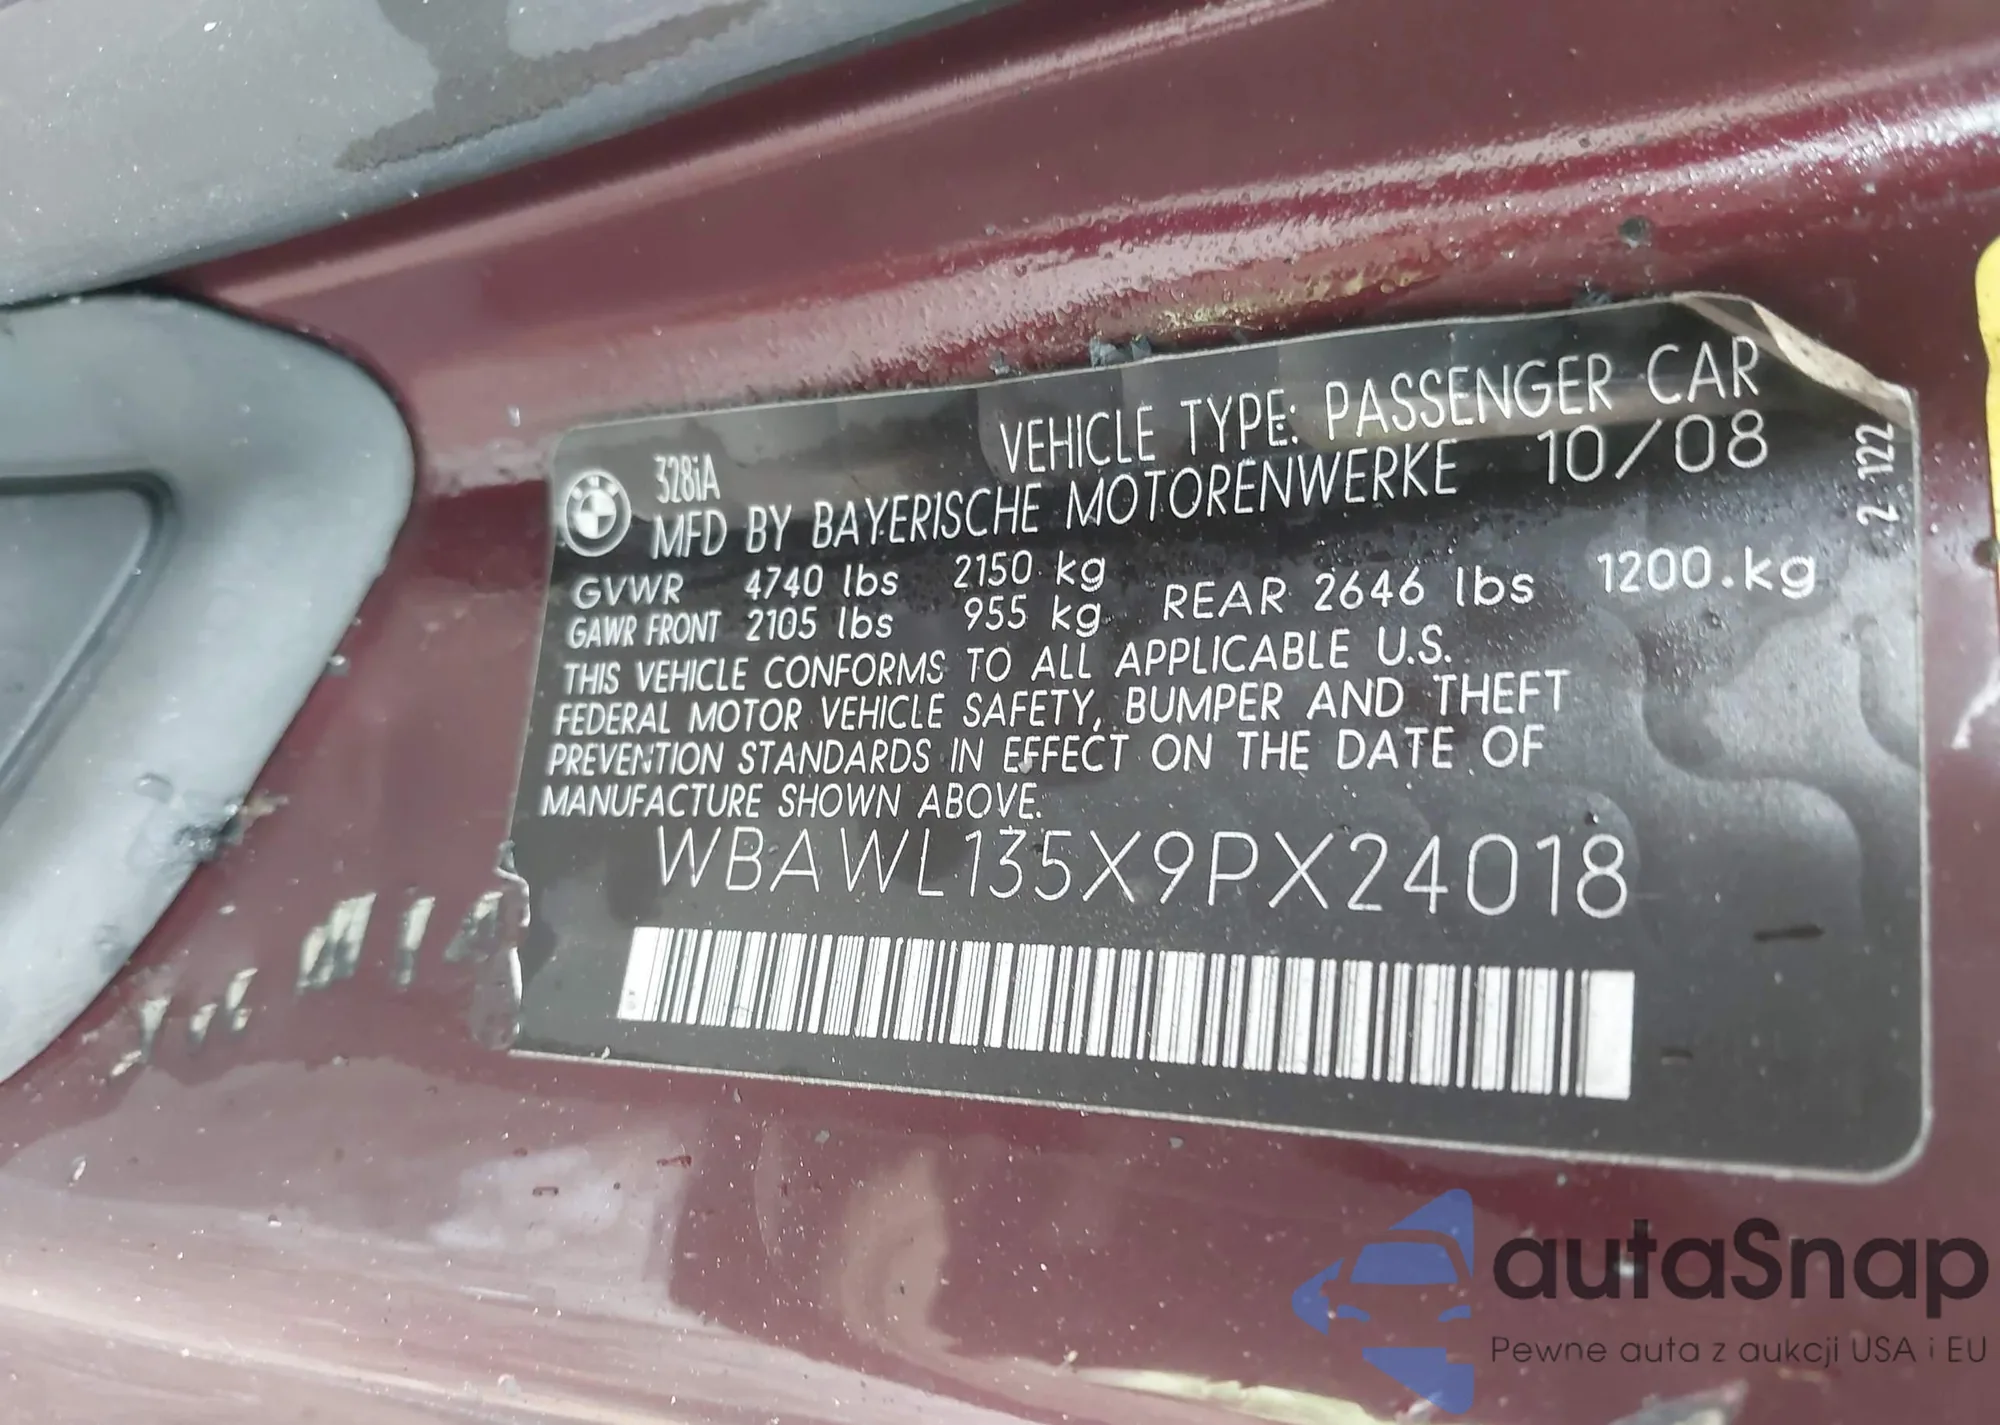 328iA
VEHICLE TYPE: PASSENGER CAR
MFD BY BAYERISCHE MOTORENWERKE 10/08
2.122
GVWR 4740 lbs 2150 kg
GAWR FRONT 2105 lbs 955 kg REAR 2646 lbs 1200.kg
THIS VEHICLE CONFORMS TO ALL APPLICABLE U.S.
FEDERAL MOTOR VEHICLE SAFETY, BUMPER AND THEFT
PREVENTION STANDARDS IN EFFECT ON THE DATE OF
MANUFACTURE SHOWN ABOVE.
WBAWL135X9PX24018
autaSnap
Pewne auta z aukcji USA i EU